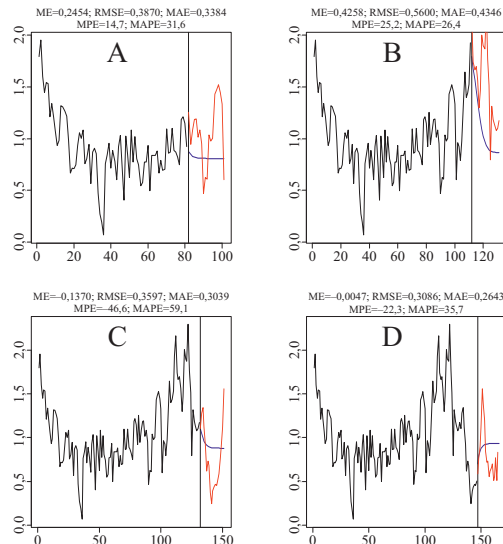 ME=0,2454; RMSE=0,3870; MAE=0,3384
MPE=14,7; MAPE=31,6
A
2.0
1.5
1.0
0.5
0.0
0 20 40 60 80 100
ME=0,4258; RMSE=0,5600; MAE=0,4346
MPE=25,2; MAPE=26,4
B
2.0
1.5
1.0
0.5
0.0
0 20 40 60 80 100 120
ME=–0,1370; RMSE=0,3597; MAE=0,3039
MPE=–46,6; MAPE=59,1
C
2.0
1.5
1.0
0.5
0.0
0 50 100 150
ME=–0,0047; RMSE=0,3086; MAE=0,2643
MPE=–22,3; MAPE=35,7
D
2.0
1.5
1.0
0.5
0.0
0 50 100 150